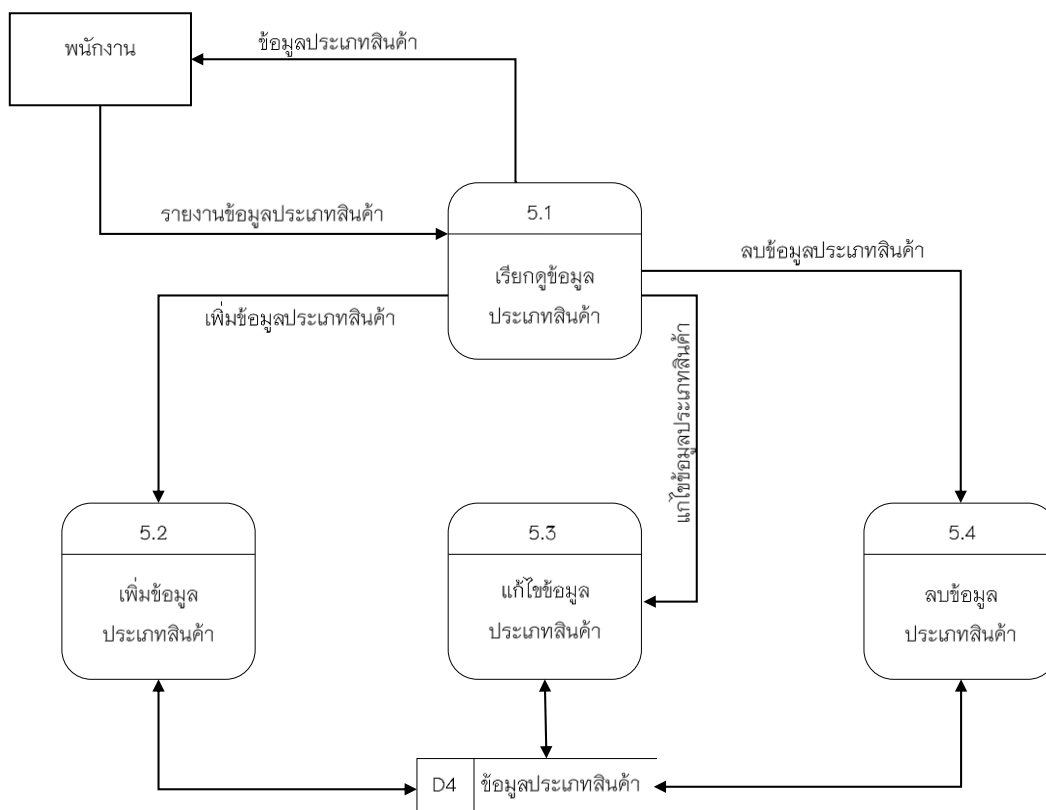 พนักงาน
ข้อมูลประเภทสินค้า
รายงานข้อมูลประเภทสินค้า
5.1
เรียกดูข้อมูล
ประเภทสินค้า
ลบข้อมูลประเภทสินค้า
เพิ่มข้อมูลประเภทสินค้า
แก้ไขข้อมูลประเภทสินค้า
5.2
เพิ่มข้อมูล
ประเภทสินค้า
5.3
แก้ไขข้อมูล
ประเภทสินค้า
5.4
ลบข้อมูล
ประเภทสินค้า
D4 ข้อมูลประเภทสินค้า